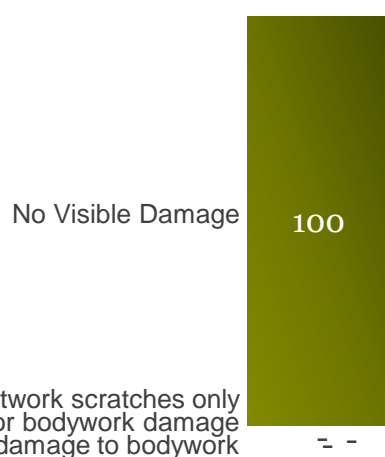 No Visible Damage
100
scratches only
bodywork damage
damage to bodywork
- - -